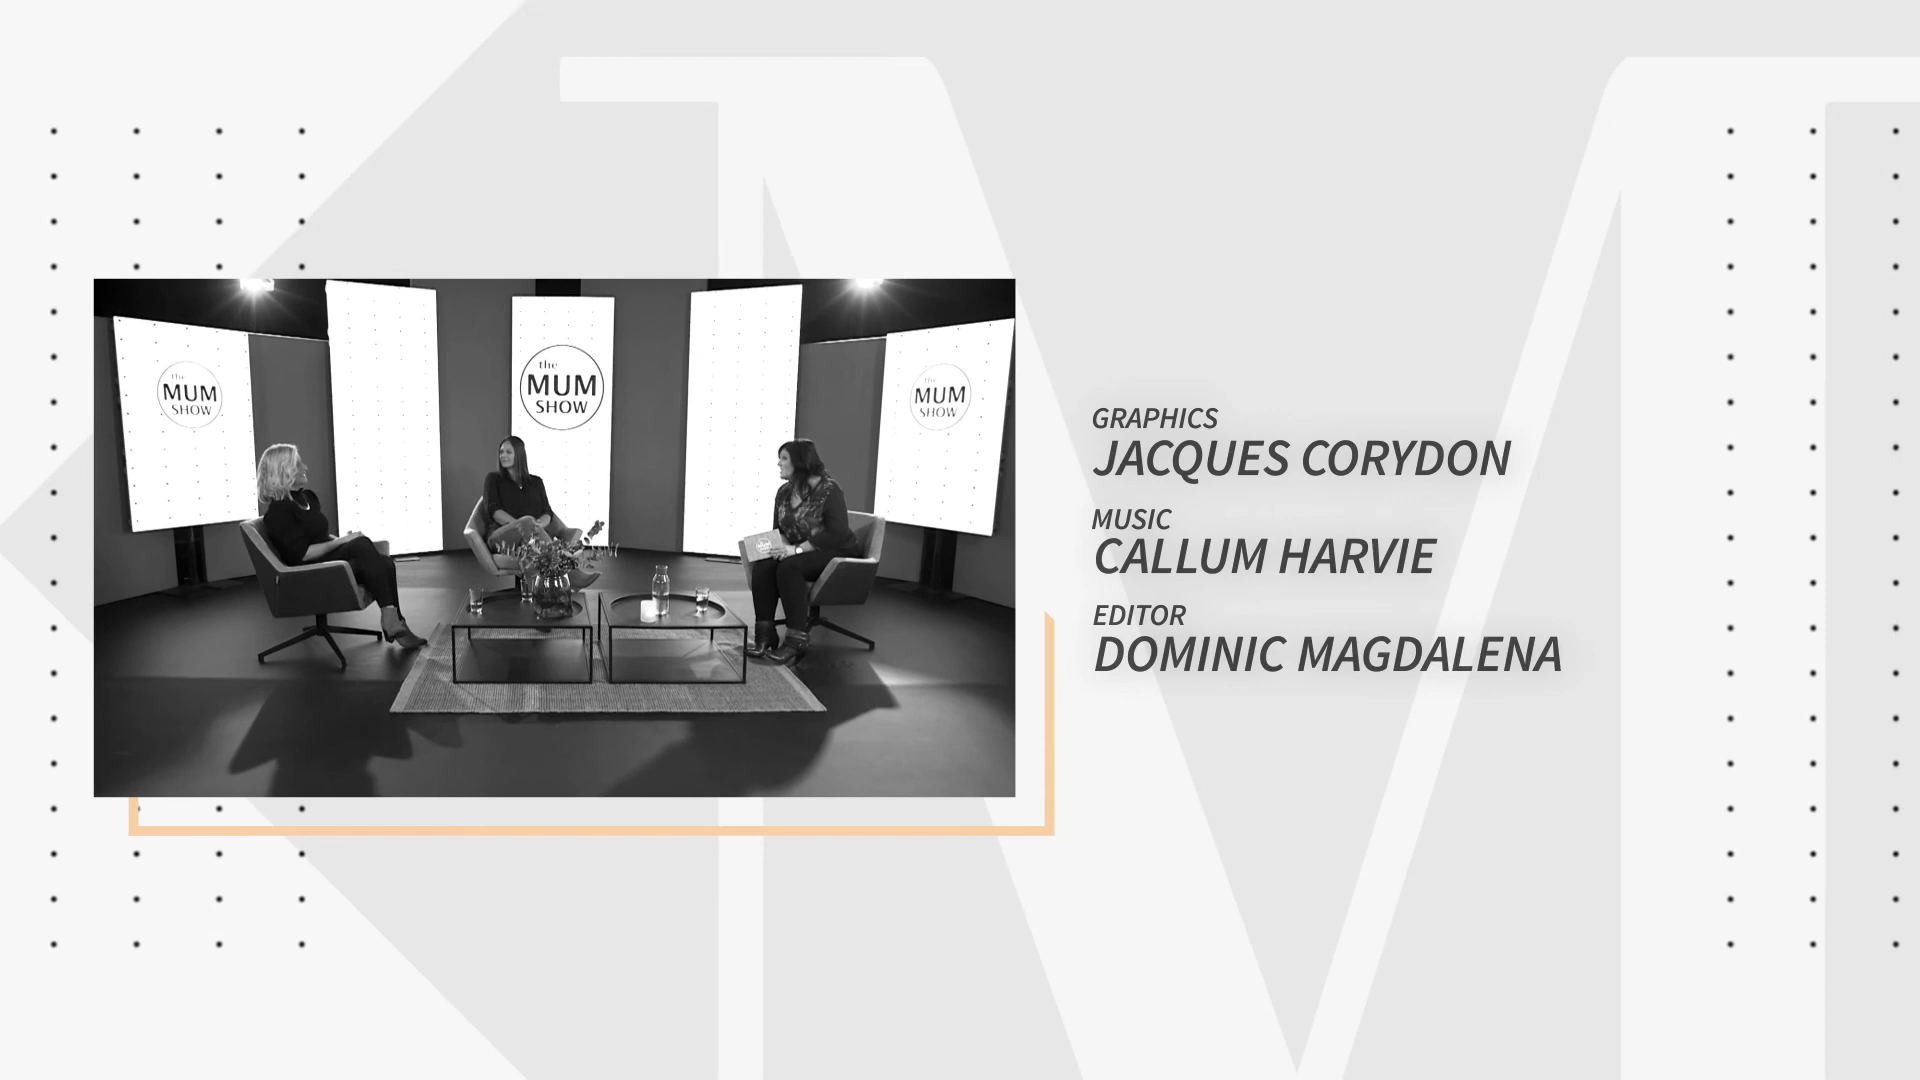 the
MUM
SHOW
the
MUM
SHOW
the
MUM
SHOW
GRAPHICS
JACQUES CORYDON
MUSIC
CALLUM HARVIE
EDITOR
DOMINIC MAGDALENA